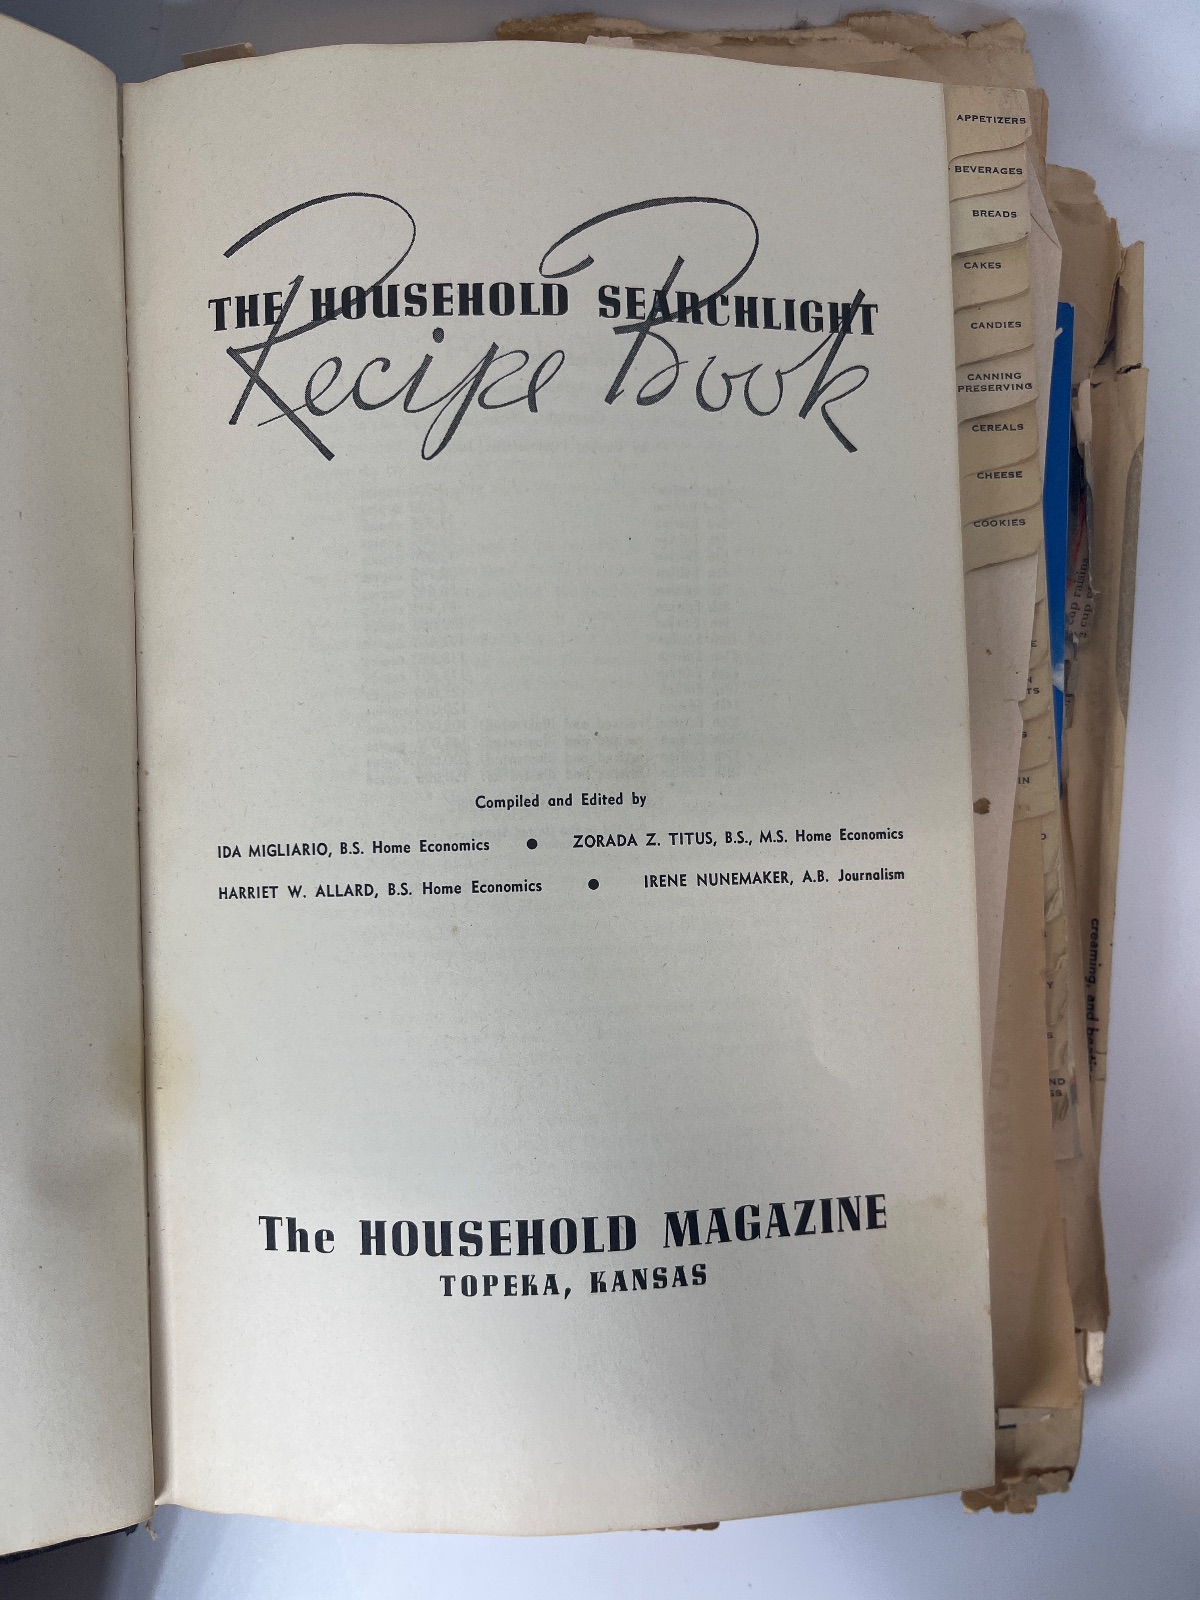 THE HOUSEHOLD SEARCHLIGHT
Recipe Book
Compiled and Edited by
IDA MIGLIARIO, B.S. Home Economics ● ZORADA Z. TITUS, B.S., M.S. Home Economics
HARRIET W. ALLARD, B.S. Home Economics ● IRENE NUNEMAKER, A.B. Journalism
The HOUSEHOLD MAGAZINE
TOPEKA, KANSAS
APPETIZERS
BEVERAGES
BREADS
CAKES
CANDIES
CANNING
PRESERVING
CEREALS
CHEESE
COOKIES
cup raisins
creaming, and